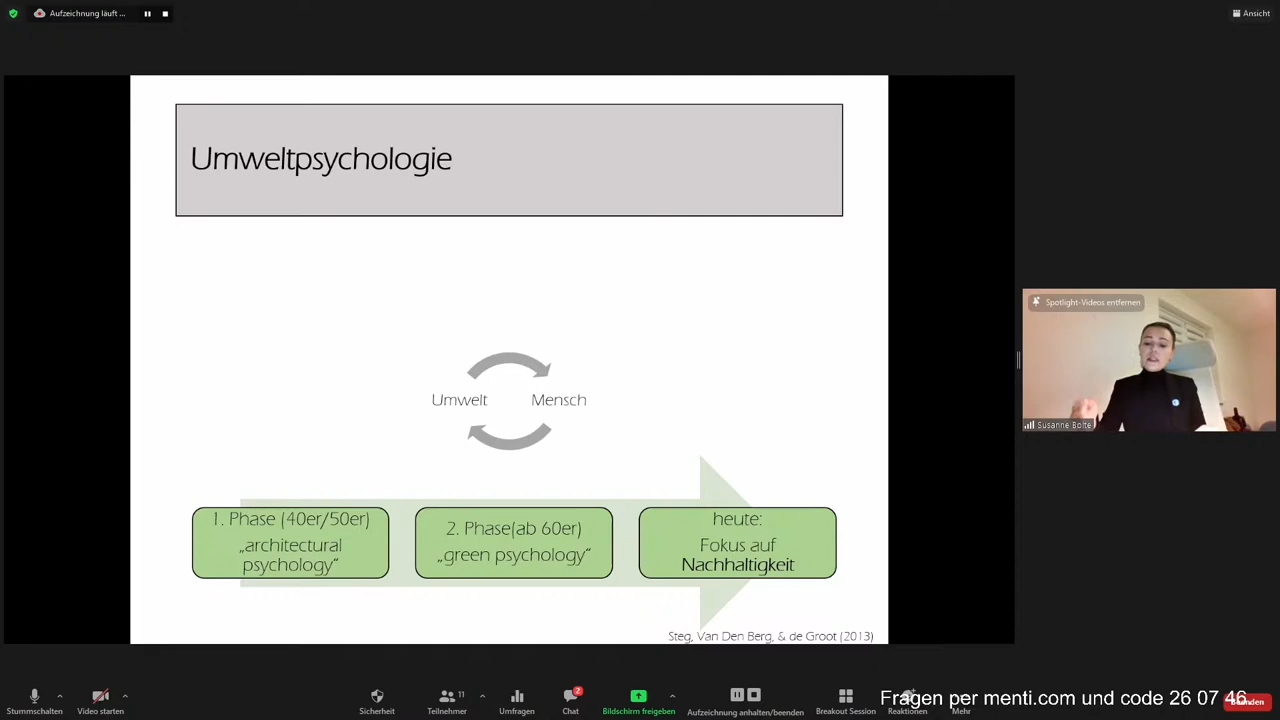 Aufzeichnung läuft ...
Ansicht
Umweltpsychologie
Umwelt
Mensch
1. Phase (40er/50er)
„architectural
psychology“
2. Phase(ab 60er)
„green psychology“
heute:
Fokus auf
Nachhaltigkeit
Steg, Van Den Berg, & de Groot (2013)
Spotlight-Videos entfernen
Susanne Bolte
Stummschalten
Video starten
Sicherheit
11
Teilnehmer
Umfragen
2
Chat
Bildschirm freigeben
Aufzeichnung anhalten/beenden
Breakout Session
Reaktionen
Mehr
Fragen per menti.com und code 26 07 46
Beenden